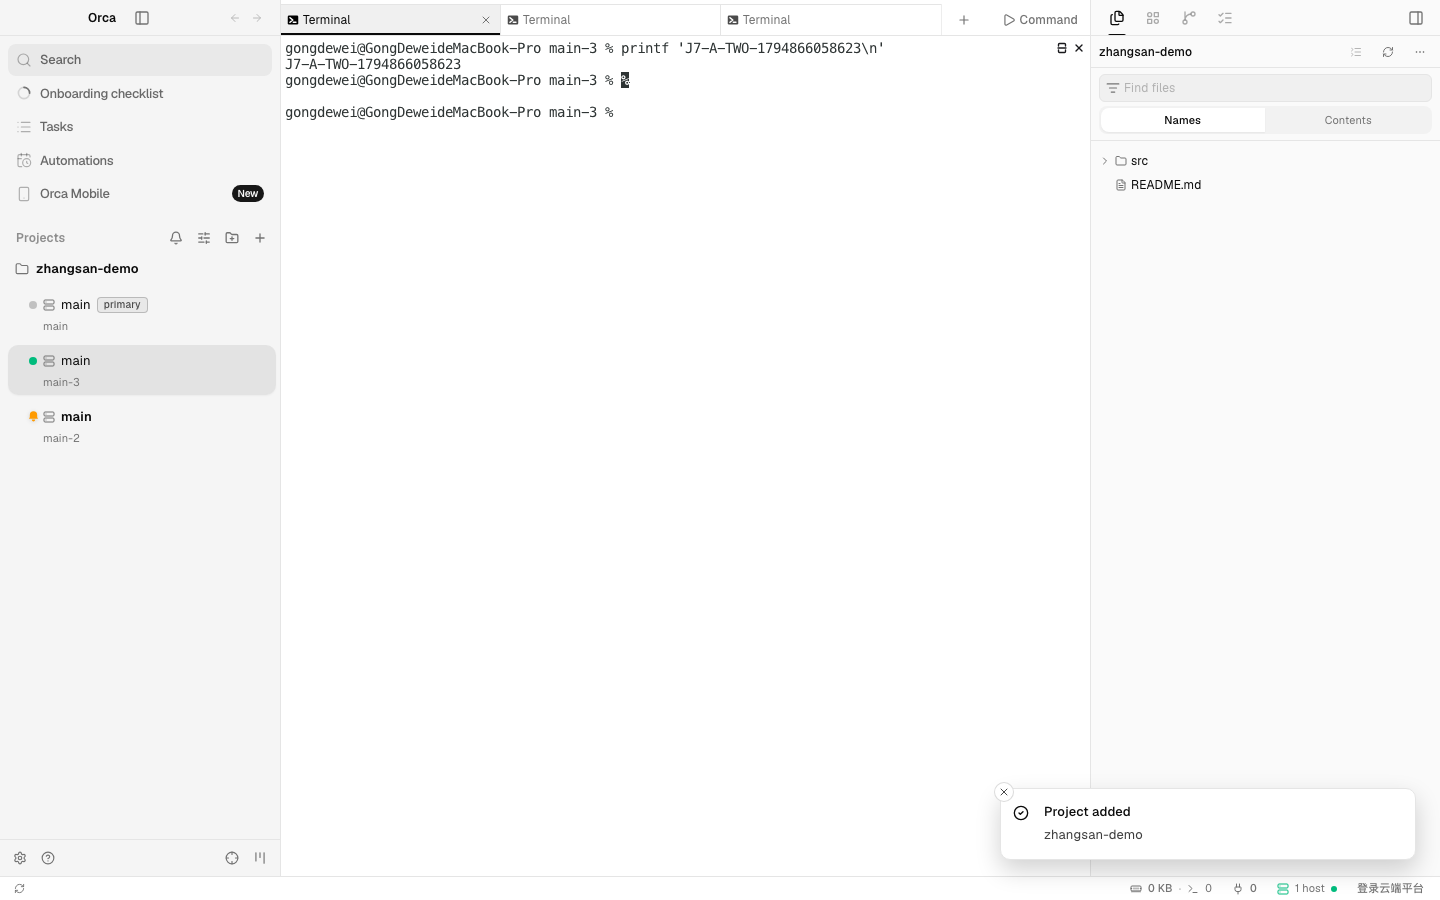 Orca
Search
Onboarding checklist
Tasks
Automations
Orca Mobile New
Projects
zhangsan-demo
main primary
main
main
main-3
main
main-2
Terminal
Terminal
Terminal
Command
gongdewei@GongDeweideMacBook-Pro main-3 % printf 'J7-A-TWO-1794866058623\n'
J7-A-TWO-1794866058623
gongdewei@GongDeweideMacBook-Pro main-3 % %
gongdewei@GongDeweideMacBook-Pro main-3 %
zhangsan-demo
Find files
Names Contents
src
README.md
Project added
zhangsan-demo
0 KB · 0 0 1 host 登录云端平台